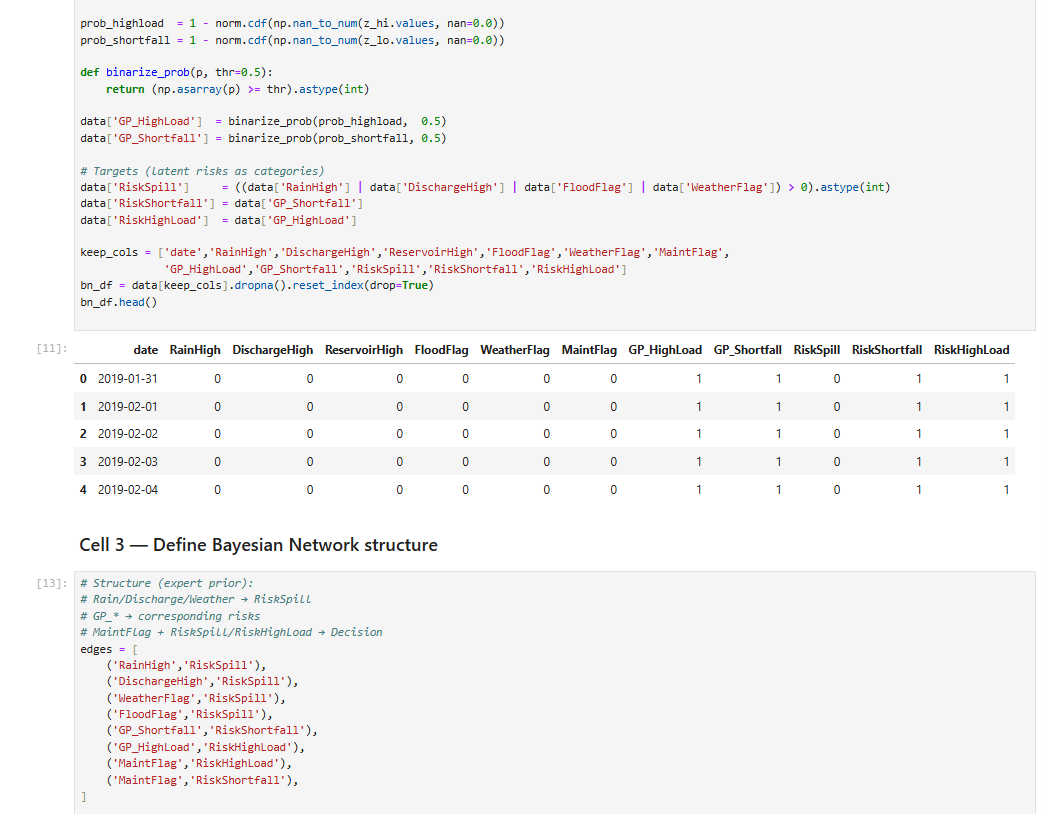 prob_highload  = 1 - norm.cdf(np.nan_to_num(z_hi.values, nan=0.0))
prob_shortfall = 1 - norm.cdf(np.nan_to_num(z_lo.values, nan=0.0))
def binarize_prob(p, thr=0.5):
    return (np.asarray(p) >= thr).astype(int)
data['GP_HighLoad']  = binarize_prob(prob_highload,  0.5)
data['GP_Shortfall'] = binarize_prob(prob_shortfall, 0.5)
# Targets (latent risks as categories)
data['RiskSpill']     = ((data['RainHigh'] | data['DischargeHigh'] | data['FloodFlag'] | data['WeatherFlag']) > 0).astype(int)
data['RiskShortfall'] = data['GP_Shortfall']
data['RiskHighLoad']  = data['GP_HighLoad']
keep_cols = ['date','RainHigh','DischargeHigh','ReservoirHigh','FloodFlag','WeatherFlag','MaintFlag',
             'GP_HighLoad','GP_Shortfall','RiskSpill','RiskShortfall','RiskHighLoad']
bn_df = data[keep_cols].dropna().reset_index(drop=True)
bn_df.head()
[11]: date RainHigh DischargeHigh ReservoirHigh FloodFlag WeatherFlag MaintFlag GP_HighLoad GP_Shortfall RiskSpill RiskShortfall RiskHighLoad
0 2019-01-31 0 0 0 0 0 0 1 1 0 1 1
1 2019-02-01 0 0 0 0 0 0 1 1 0 1 1
2 2019-02-02 0 0 0 0 0 0 1 1 0 1 1
3 2019-02-03 0 0 0 0 0 0 1 1 0 1 1
4 2019-02-04 0 0 0 0 0 0 1 1 0 1 1
Cell 3 — Define Bayesian Network structure
[13]: # Structure (expert prior):
# Rain/Discharge/Weather → RiskSpill
# GP_* → corresponding risks
# MaintFlag + RiskSpill/RiskHighLoad → Decision
edges = [
    ('RainHigh','RiskSpill'),
    ('DischargeHigh','RiskSpill'),
    ('WeatherFlag','RiskSpill'),
    ('FloodFlag','RiskSpill'),
    ('GP_Shortfall','RiskShortfall'),
    ('GP_HighLoad','RiskHighLoad'),
    ('MaintFlag','RiskHighLoad'),
    ('MaintFlag','RiskShortfall'),
]